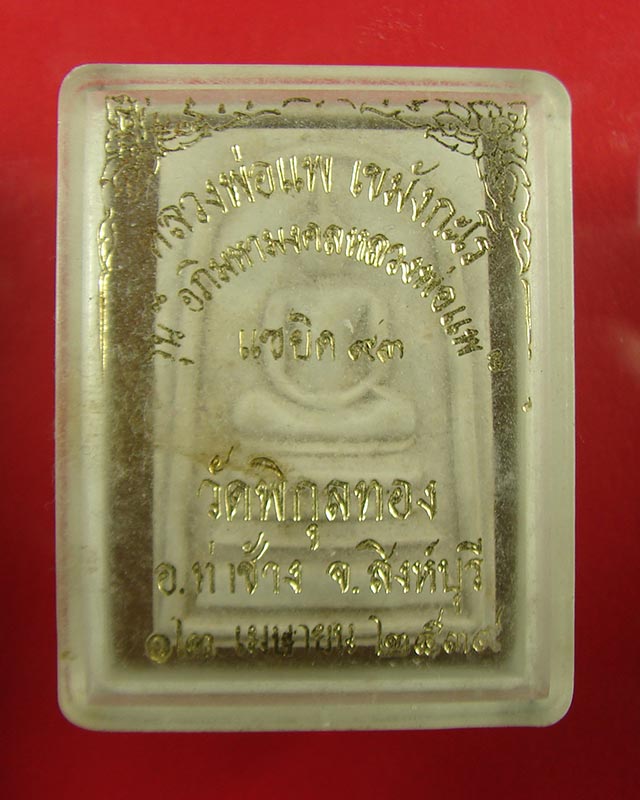 หลวงพ่อแพ เขมังกะโร
รุ่น อภิมหามงคลหลวงพ่อแพ
แซยิด ๙๓
วัดพิกุลทอง
อ.ท่าช้าง จ.สิงห์บุรี
๑๒ เมษายน ๒๕๓๙